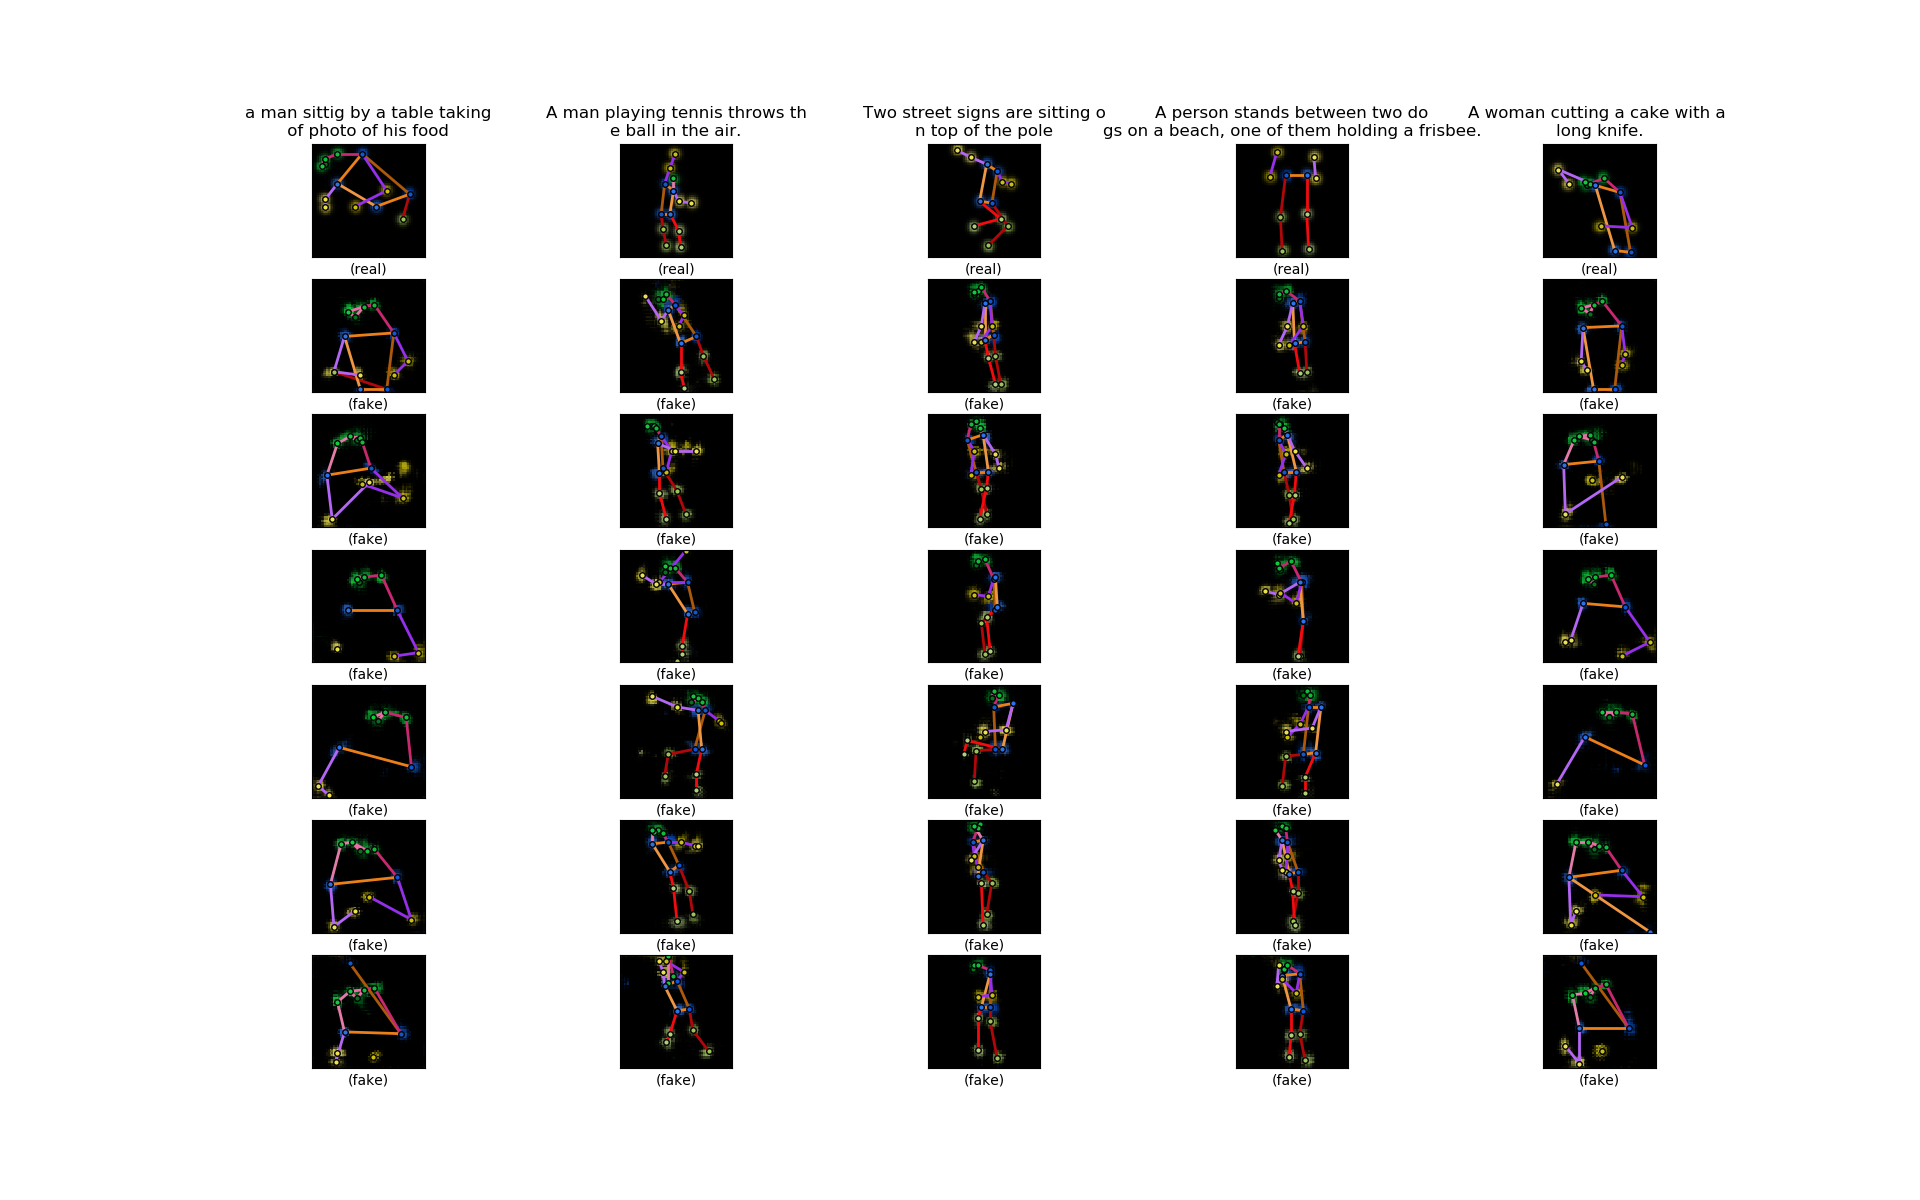 a man sittig by a table taking
of photo of his food
A man playing tennis throws th
e ball in the air.
Two street signs are sitting o
n top of the pole
A person stands between two do
gs on a beach, one of them holding a frisbee.
A woman cutting a cake with a
long knife.
(real) (real) (real) (real) (real)
(fake) (fake) (fake) (fake) (fake)
(fake) (fake) (fake) (fake) (fake)
(fake) (fake) (fake) (fake) (fake)
(fake) (fake) (fake) (fake) (fake)
(fake) (fake) (fake) (fake) (fake)
(fake) (fake) (fake) (fake) (fake)